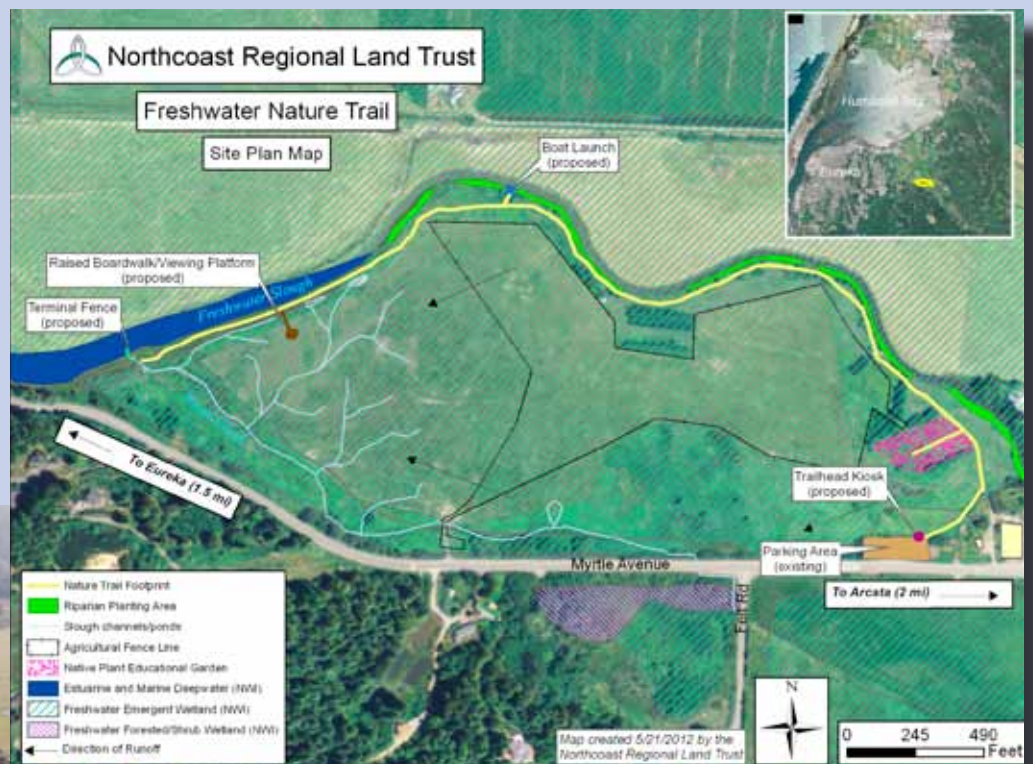 Northcoast Regional Land Trust
Freshwater Nature Trail
Site Plan Map
Arcata
Humboldt Bay
Eureka
Boat Launch
(proposed)
Raised Boardwalk/Viewing Platform
(proposed)
Freshwater Slough
Terminal Fence
(proposed)
To Eureka (1.5 mi)
Trailhead Kiosk
(proposed)
Parking Area
(existing)
Myrtle Avenue
To Arcata (2 mi)
Nature Trail Footprint
Riparian Planting Area
Slough channels/ponds
Agricultural Fence Line
Native Plant Educational Garden
Estuarine and Marine Deepwater (NWI)
Freshwater Emergent Wetland (NWI)
Freshwater Forested/Shrub Wetland (NWI)
Direction of Runoff
Map created 5/21/2012 by the
Northcoast Regional Land Trust
N
0 245 490
Feet